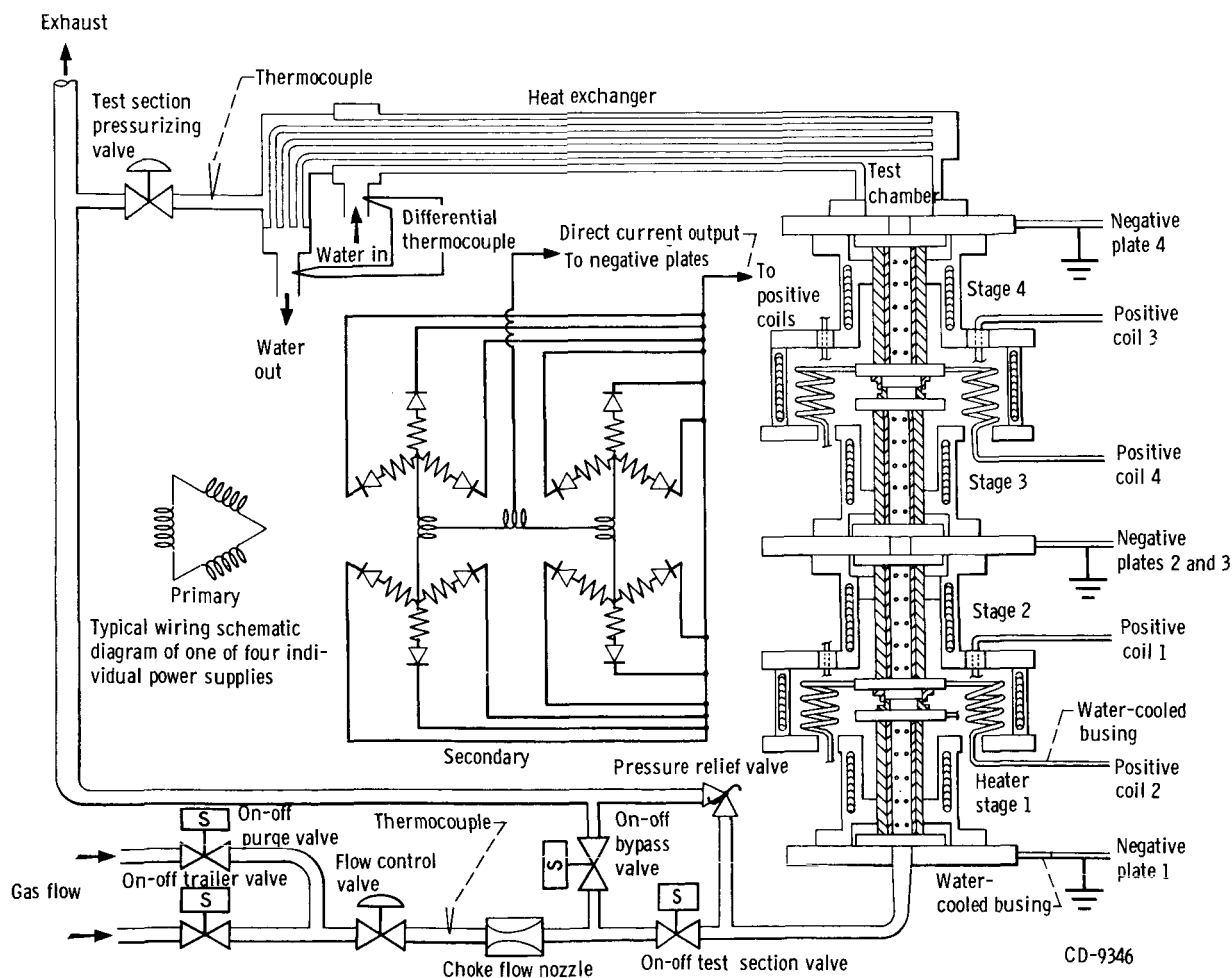 Exhaust
Thermocouple
Test section
pressurizing
valve
Heat exchanger
Test
chamber
Differential
thermocouple
Water in
Water
out
Direct current output
To negative plates
To
positive
coils
Negative
plate 4
Stage 4
Positive
coil 3
Positive
coil 4
Stage 3
Negative
plates 2 and 3
Stage 2
Positive
coil 1
Water-cooled
busing
Positive
coil 2
Heater
stage 1
Negative
plate 1
Water-
cooled busing
Primary
Typical wiring schematic
diagram of one of four indi-
vidual power supplies
Secondary
Pressure relief valve
S
On-off
purge valve
Thermocouple
On-off
bypass
valve
S
Flow control
valve
On-off trailer valve
Gas flow
S
S
Choke flow nozzle
On-off test section valve
CD-9346